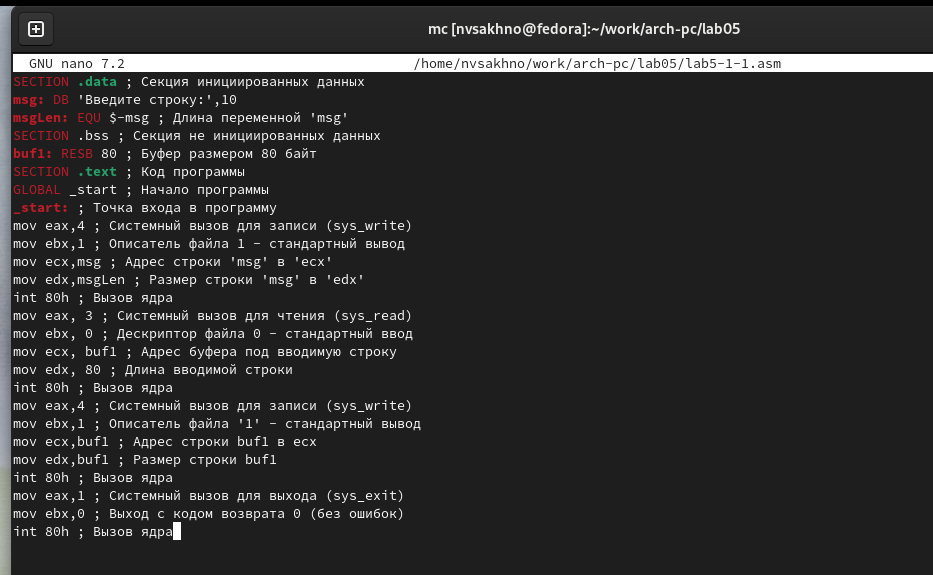 mc [nvsakhno@fedora]:~/work/arch-pc/lab05
GNU nano 7.2 /home/nvsakhno/work/arch-pc/lab05/lab5-1-1.asm
SECTION .data ; Секция инициированных данных
msg: DB 'Введите строку:',10
msgLen: EQU $-msg ; Длина переменной 'msg'
SECTION .bss ; Секция не инициированных данных
buf1: RESB 80 ; Буфер размером 80 байт
SECTION .text ; Код программы
GLOBAL _start ; Начало программы
_start: ; Точка входа в программу
mov eax,4 ; Системный вызов для записи (sys_write)
mov ebx,1 ; Описатель файла 1 - стандартный вывод
mov ecx,msg ; Адрес строки 'msg' в 'ecx'
mov edx,msgLen ; Размер строки 'msg' в 'edx'
int 80h ; Вызов ядра
mov eax, 3 ; Системный вызов для чтения (sys_read)
mov ebx, 0 ; Дескриптор файла 0 - стандартный ввод
mov ecx, buf1 ; Адрес буфера под вводимую строку
mov edx, 80 ; Длина вводимой строки
int 80h ; Вызов ядра
mov eax,4 ; Системный вызов для записи (sys_write)
mov ebx,1 ; Описатель файла '1' - стандартный вывод
mov ecx,buf1 ; Адрес строки buf1 в ecx
mov edx,buf1 ; Размер строки buf1
int 80h ; Вызов ядра
mov eax,1 ; Системный вызов для выхода (sys_exit)
mov ebx,0 ; Выход с кодом возврата 0 (без ошибок)
int 80h ; Вызов ядра